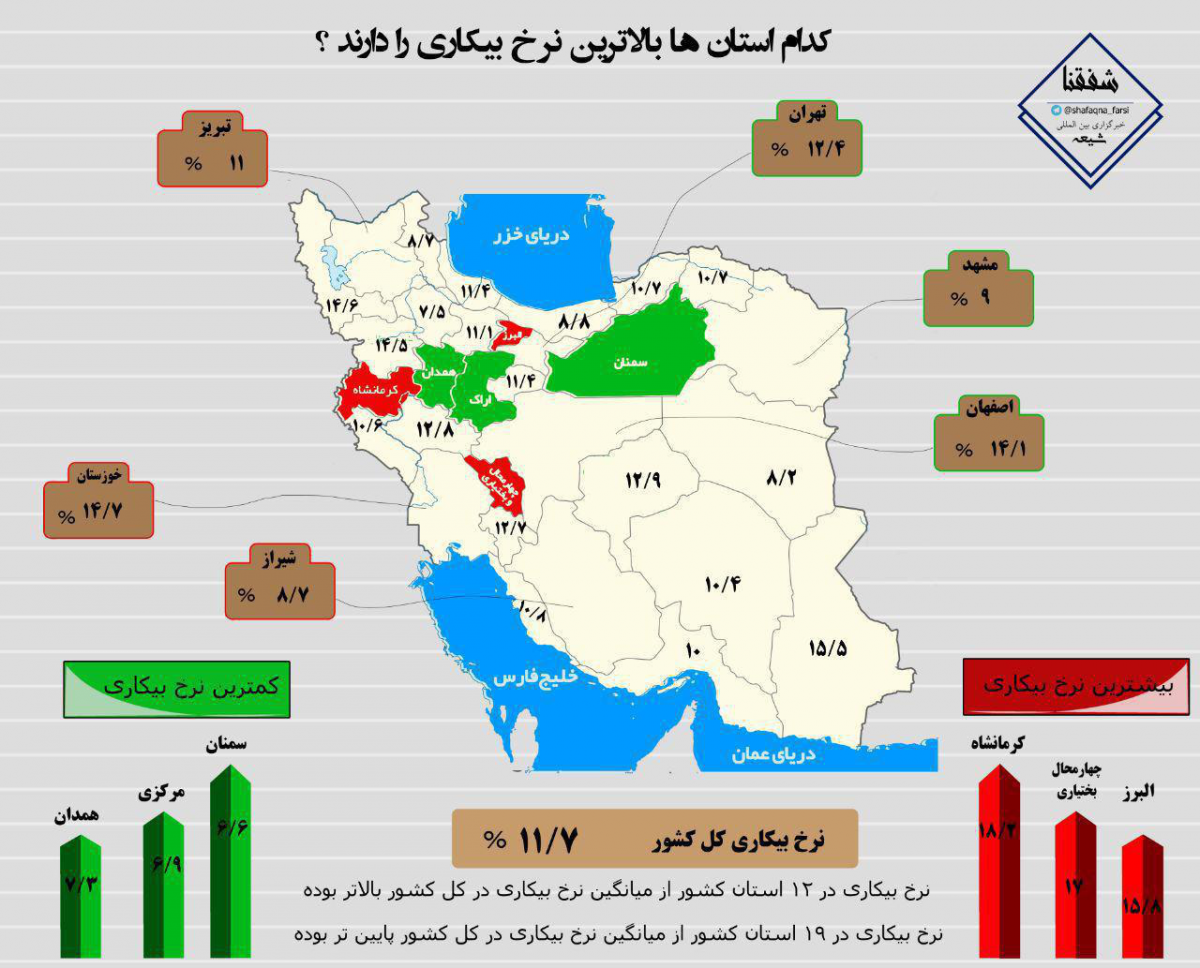 کدام استان ها بالاترین نرخ بیکاری را دارند ؟
شفقنا
@shafaqna_farsi
خبرگزاری بین المللی
شیعه
تهران
% ۱۲/۴
تبریز
% ۱۱
مشهد
% ۹
اصفهان
% ۱۴/۱
خوزستان
% ۱۴/۷
شیراز
% ۸/۷
دریای خزر
۸/۷
۱۱/۴
۱۰/۷
۱۰/۷
۱۴/۶
۷/۵
۸/۸
۱۱/۱
البرز
۱۴/۵
سمنان
همدان
کرمانشاه
اراک
۱۱/۴
۱۰/۶
۱۲/۸
چهارمحال
و بختیاری
۱۲/۹
۸/۲
۱۲/۷
۱۰/۴
۱۰/۸
۱۰
۱۵/۵
خلیج فارس
دریای عمان
بیشترین نرخ بیکاری
کرمانشاه
۱۸/۲
چهارمحال
بختیاری
۱۷
البرز
۱۵/۸
کمترین نرخ بیکاری
سمنان
۶/۶
مرکزی
۶/۹
همدان
۷/۳
نرخ بیکاری کل کشور ۱۱/۷ %
نرخ بیکاری در ۱۲ استان کشور از میانگین نرخ بیکاری در کل کشور بالاتر بوده
نرخ بیکاری در ۱۹ استان کشور از میانگین نرخ بیکاری در کل کشور پایین تر بوده